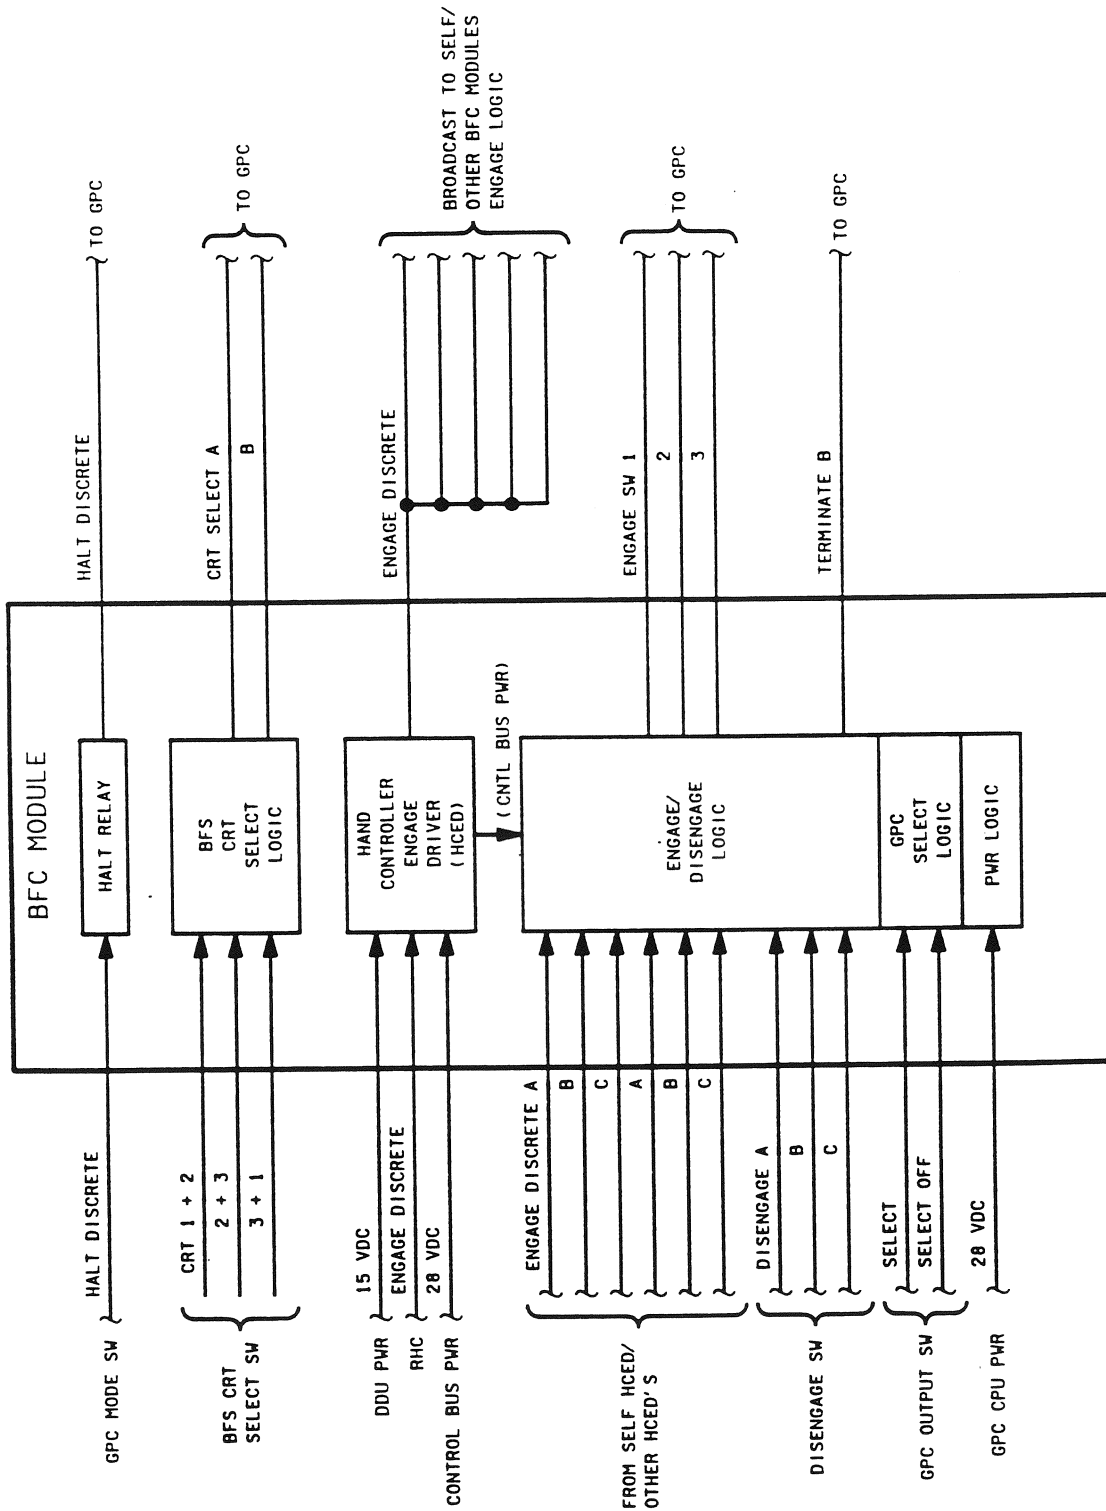 BFC MODULE
GPC MODE SW
HALT DISCRETE
HALT RELAY
HALT DISCRETE
TO GPC
BFS CRT
SELECT SW
CRT 1 + 2
2 + 3
3 + 1
BFS
CRT
SELECT
LOGIC
CRT SELECT A
B
TO GPC
DDU PWR
15 VDC
RHC
ENGAGE DISCRETE
CONTROL BUS PWR
28 VDC
HAND
CONTROLLER
ENGAGE
DRIVER
(HCED)
ENGAGE DISCRETE
BROADCAST TO SELF/
OTHER BFC MODULES
ENGAGE LOGIC
(CNTL BUS PWR)
FROM SELF HCED/
OTHER HCED'S
ENGAGE DISCRETE A
B
C
A
B
C
ENGAGE/
DISENGAGE
LOGIC
ENGAGE SW 1
2
3
TO GPC
DISENGAGE SW
DISENGAGE A
B
C
TERMINATE B
TO GPC
GPC OUTPUT SW
SELECT
SELECT OFF
GPC
SELECT
LOGIC
GPC CPU PWR
28 VDC
PWR LOGIC